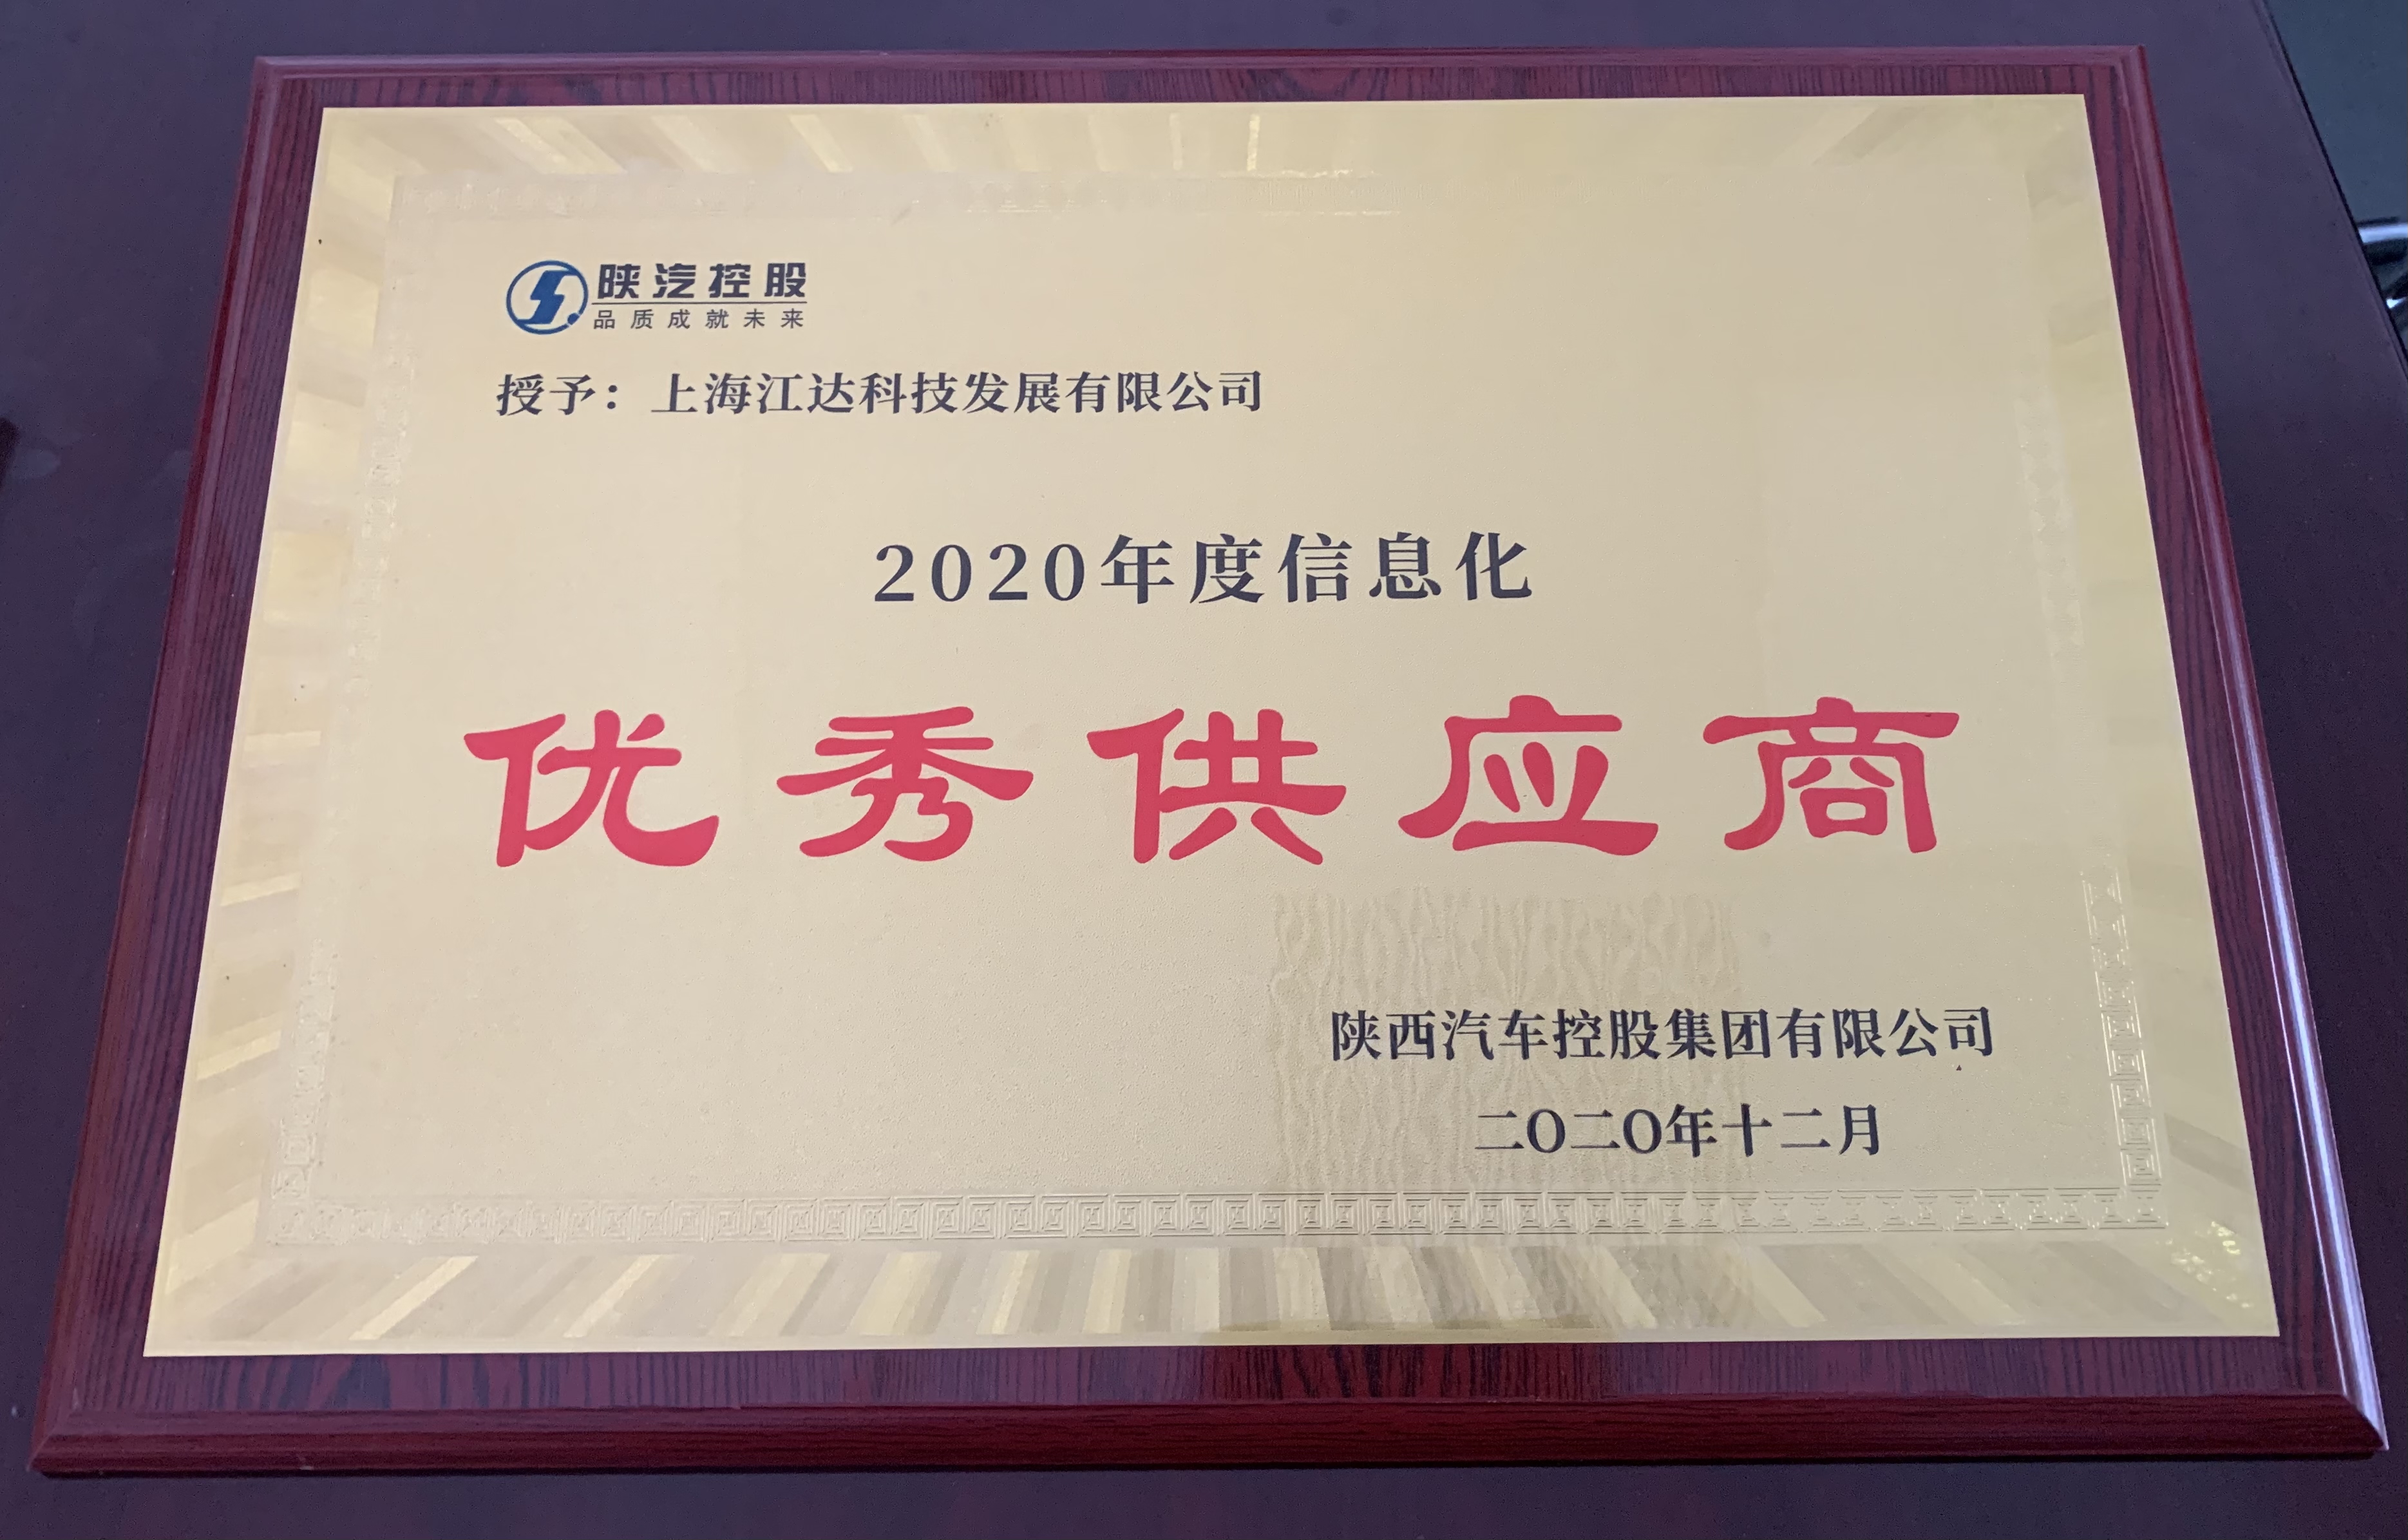 陕汽控股
品质成就未来
授予：上海江达科技发展有限公司
2020年度信息化
优秀供应商
陕西汽车控股集团有限公司
二〇二〇年十二月